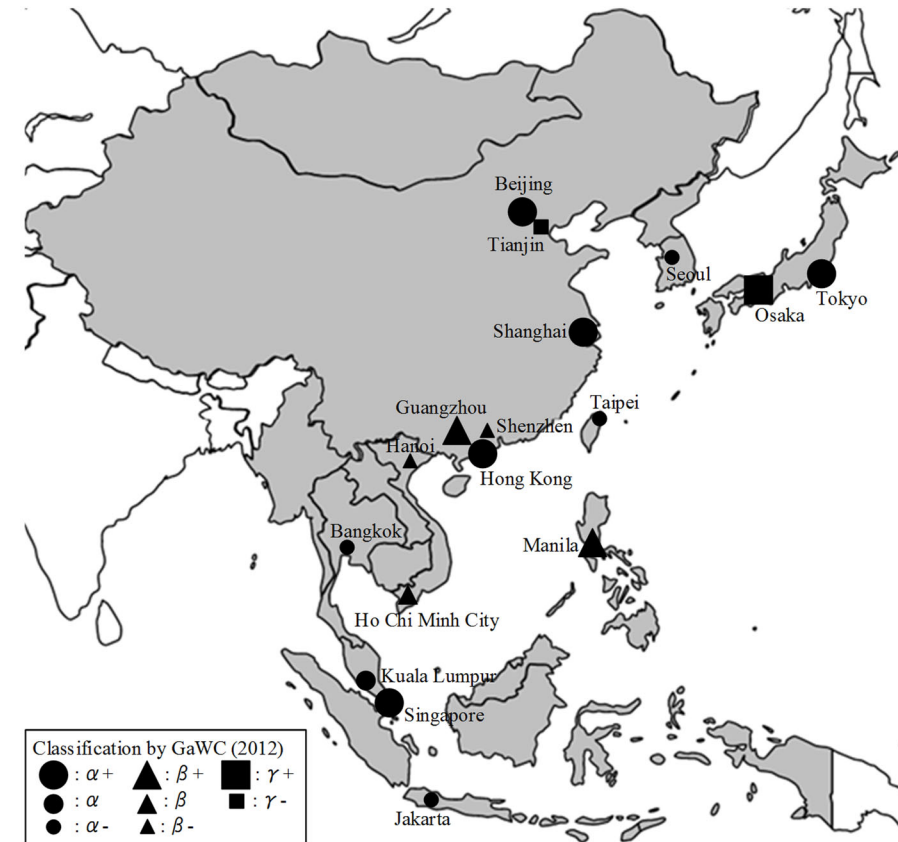 Beijing
Tianjin
Seoul
Tokyo
Osaka
Shanghai
Taipei
Guangzhou
Shenzhen
Hanoi
Hong Kong
Bangkok
Manila
Ho Chi Minh City
Kuala Lumpur
Singapore
Jakarta
Classification by GaWC (2012)
: α+ : β+ : γ+
: α : β : γ-
: α- : β-